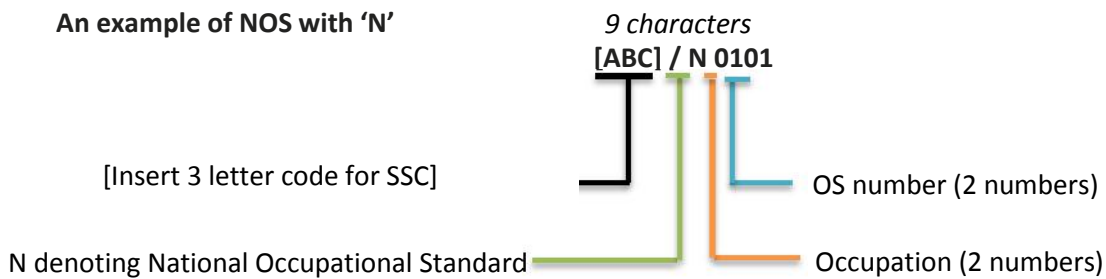 An example of NOS with ‘N’
9 characters
[ABC] / N 0101
[Insert 3 letter code for SSC]
OS number (2 numbers)
N denoting National Occupational Standard
Occupation (2 numbers)